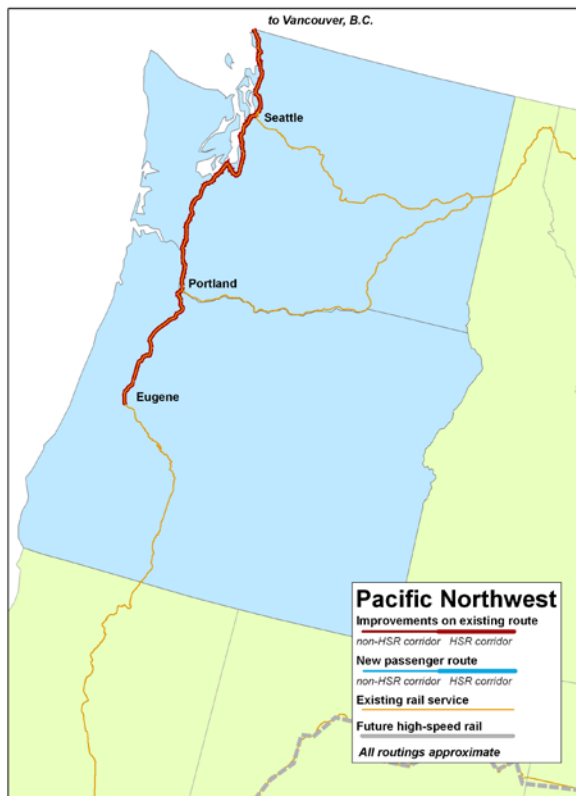 to Vancouver, B.C.
Seattle
Portland
Eugene
Pacific Northwest
Improvements on existing route
non-HSR corridor HSR corridor
New passenger route
non-HSR corridor HSR corridor
Existing rail service
Future high-speed rail
All routings approximate